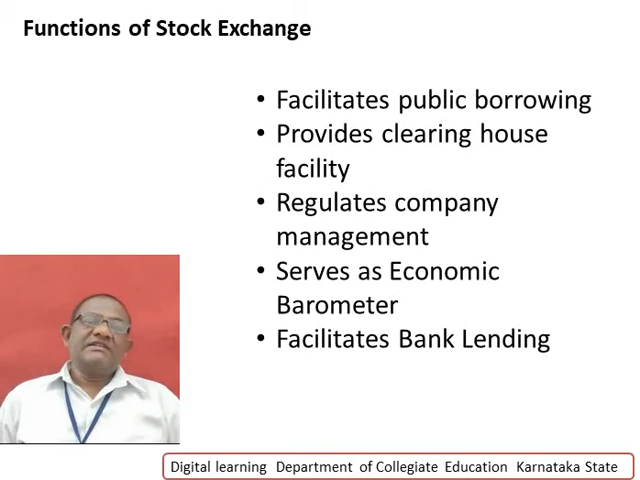 Functions of Stock Exchange
• Facilitates public borrowing
• Provides clearing house
facility
• Regulates company
management
• Serves as Economic
Barometer
• Facilitates Bank Lending
Digital learning Department of Collegiate Education Karnataka State